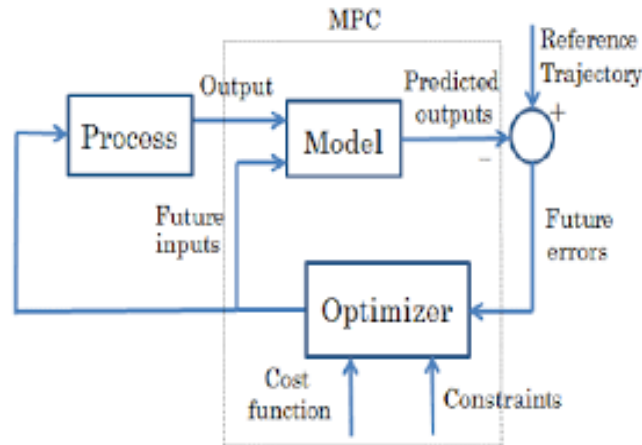 MPC
Reference
Trajectory
Output
Predicted
outputs
+
Process
Model
−
Future
inputs
Future
errors
Optimizer
Cost
function
Constraints